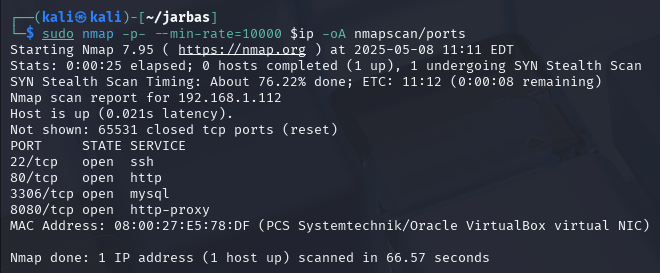 ┌──(kali㉿kali)-[~/jarbas]
└─$ sudo nmap -p- --min-rate=10000 $ip -oA nmapscan/ports
Starting Nmap 7.95 ( https://nmap.org ) at 2025-05-08 11:11 EDT
Stats: 0:00:25 elapsed; 0 hosts completed (1 up), 1 undergoing SYN Stealth Scan
SYN Stealth Scan Timing: About 76.22% done; ETC: 11:12 (0:00:08 remaining)
Nmap scan report for 192.168.1.112
Host is up (0.021s latency).
Not shown: 65531 closed tcp ports (reset)
PORT     STATE SERVICE
22/tcp   open  ssh
80/tcp   open  http
3306/tcp open  mysql
8080/tcp open  http-proxy
MAC Address: 08:00:27:E5:78:DF (PCS Systemtechnik/Oracle VirtualBox virtual NIC)

Nmap done: 1 IP address (1 host up) scanned in 66.57 seconds